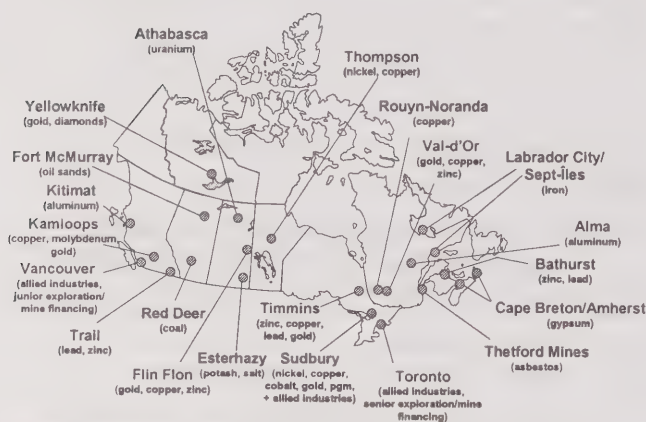 Athabasca
(uranium)
Thompson
(nickel, copper)
Yellowknife
(gold, diamonds)
Rouyn-Noranda
(copper)
Val-d'Or
(gold, copper,
zinc)
Fort McMurray
(oil sands)
Labrador City/
Sept-Îles
(iron)
Kitimat
(aluminum)
Kamloops
(copper, molybdenum,
gold)
Alma
(aluminum)
Vancouver
(allied industries,
junior exploration/
mine financing)
Bathurst
(zinc, lead)
Trail
(lead, zinc)
Red Deer
(coal)
Timmins
(zinc, copper,
lead, gold)
Cape Breton/Amherst
(gypsum)
Flin Flon
(gold, copper, zinc)
Esterhazy
(potash, salt)
Sudbury
(nickel, copper,
cobalt, gold, pgm,
+ allied industries)
Toronto
(allied industries,
senior exploration/mine
financing)
Thetford Mines
(asbestos)